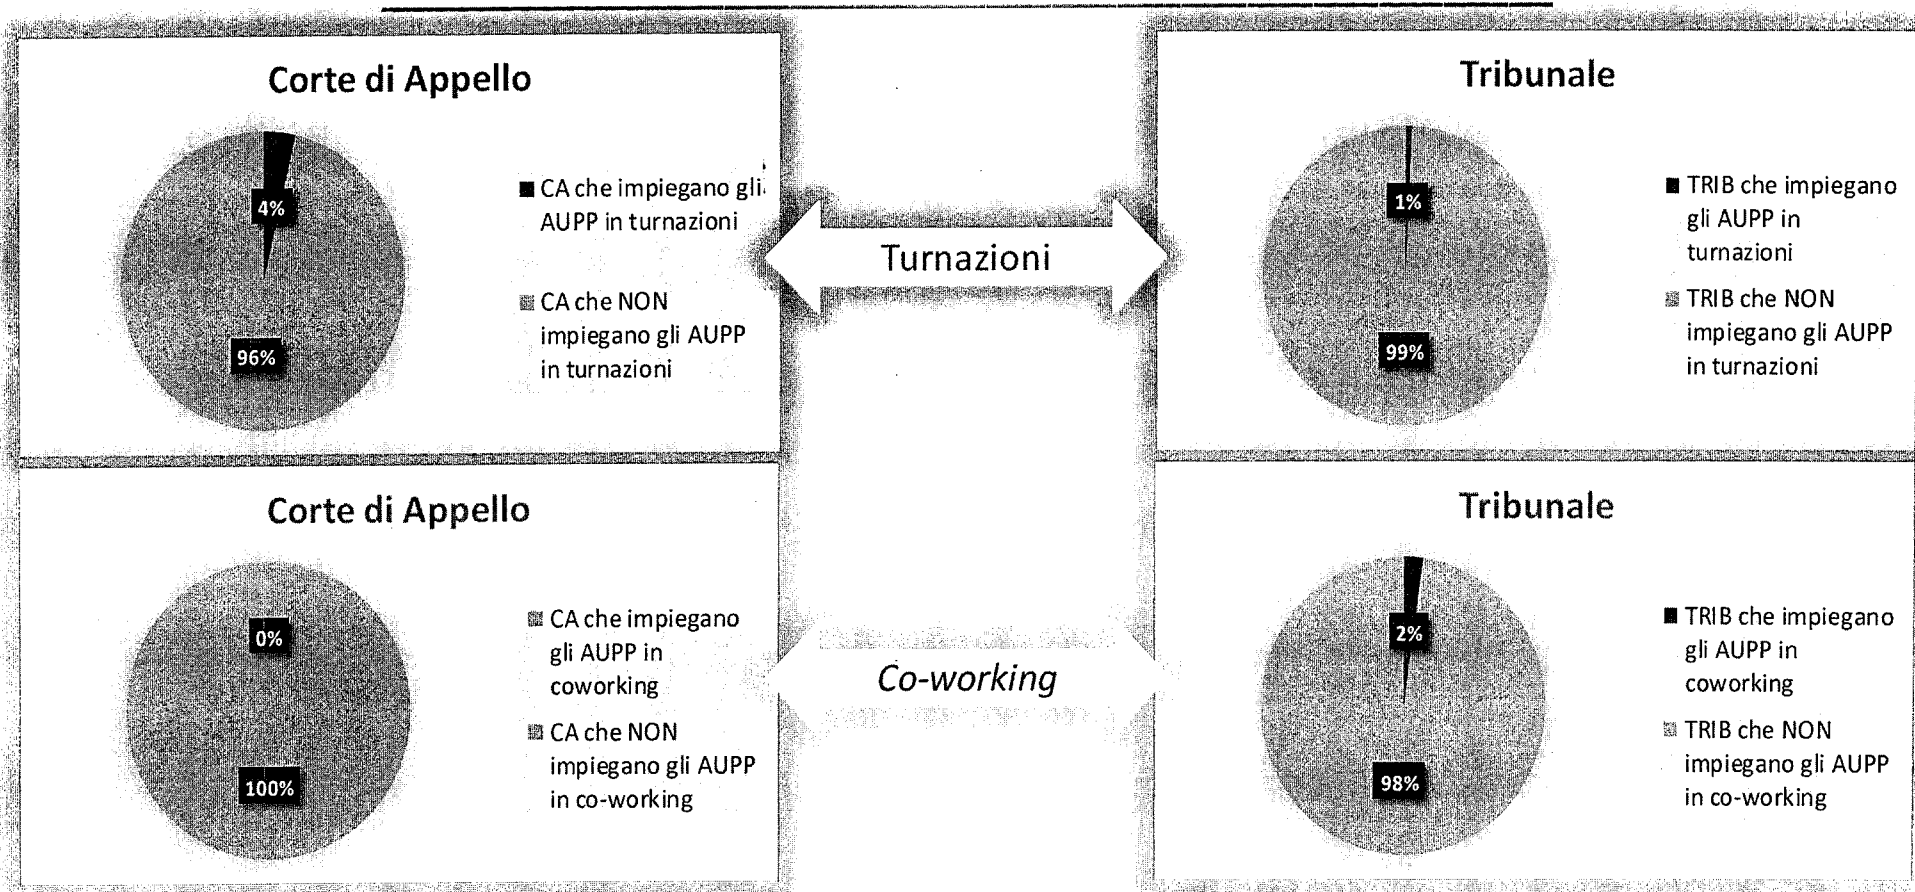 Corte di Appello
4%
96%
CA che impiegano gli
AUPP in turnazioni
CA che NON
impiegano gli AUPP
in turnazioni
Turnazioni
Tribunale
1%
99%
TRIB che impiegano
gli AUPP in
turnazioni
TRIB che NON
impiegano gli AUPP
in turnazioni
Corte di Appello
0%
100%
CA che impiegano
gli AUPP in
coworking
CA che NON
impiegano gli AUPP
in co-working
Co-working
Tribunale
2%
98%
TRIB che impiegano
gli AUPP in
coworking
TRIB che NON
impiegano gli AUPP
in co-working